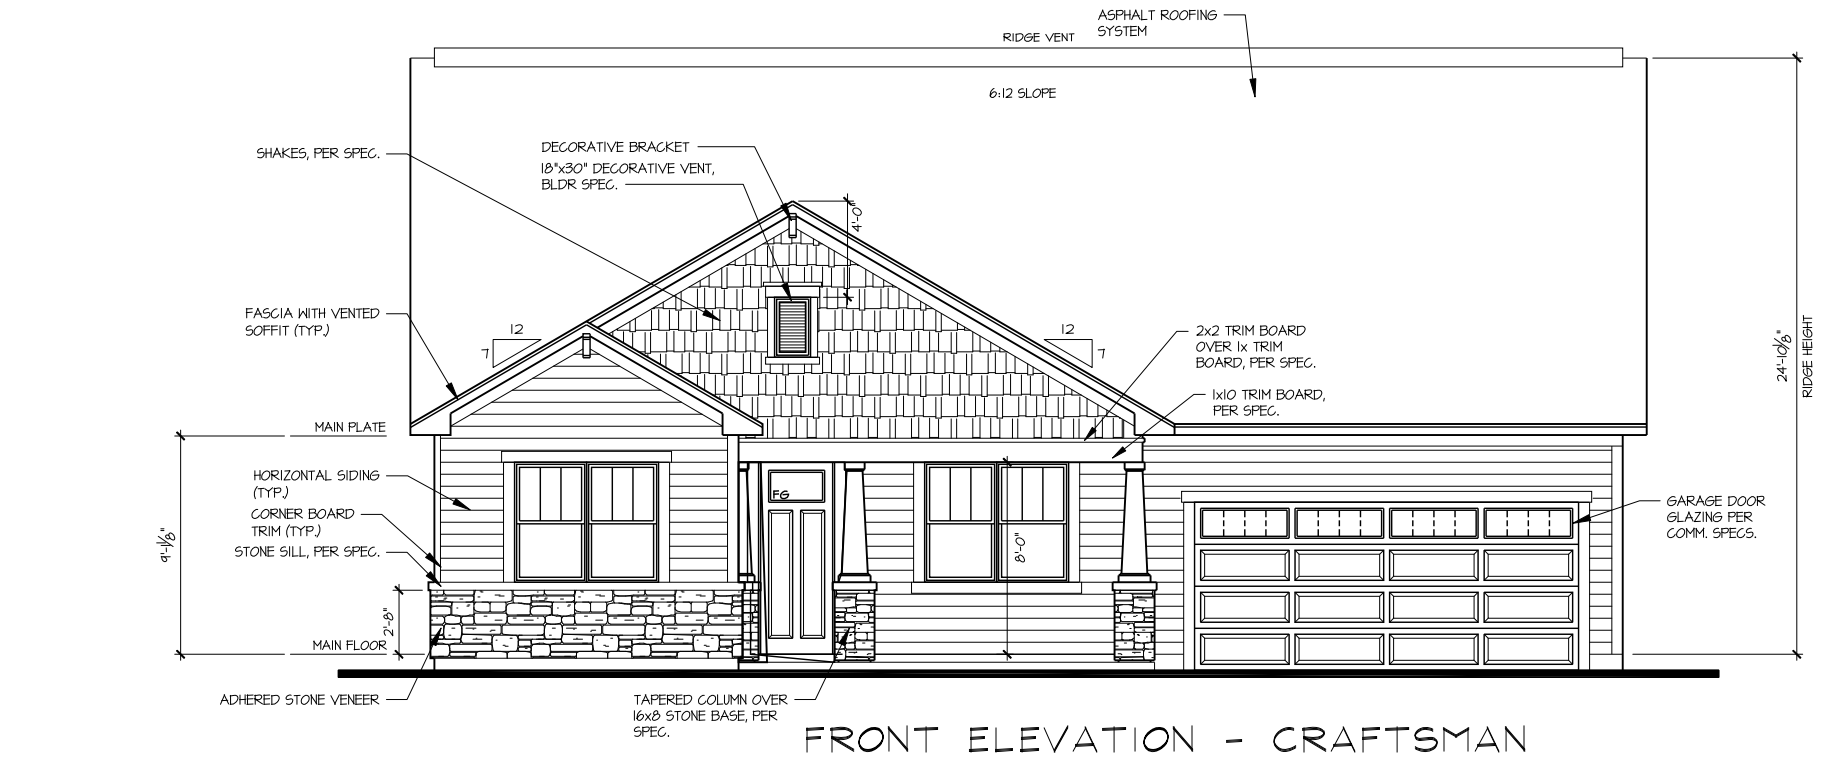 ASPHALT ROOFING
SYSTEM
RIDGE VENT
6:12 SLOPE
DECORATIVE BRACKET
SHAKES, PER SPEC.
18"x30" DECORATIVE VENT,
BLDR SPEC.
4'-0"
FASCIA WITH VENTED
SOFFIT (TYP.)
12
7
12
7
2x2 TRIM BOARD
OVER 1x TRIM
BOARD, PER SPEC.
24'-10 1/8"
RIDGE HEIGHT
1x10 TRIM BOARD,
PER SPEC.
MAIN PLATE
HORIZONTAL SIDING
(TYP.)
FG
GARAGE DOOR
GLAZING PER
COMM. SPECS.
CORNER BOARD
TRIM (TYP.)
9'-1 1/8"
8'-0"
STONE SILL, PER SPEC.
2'-8"
MAIN FLOOR
ADHERED STONE VENEER
TAPERED COLUMN OVER
16x8 STONE BASE, PER
SPEC.
FRONT ELEVATION - CRAFTSMAN